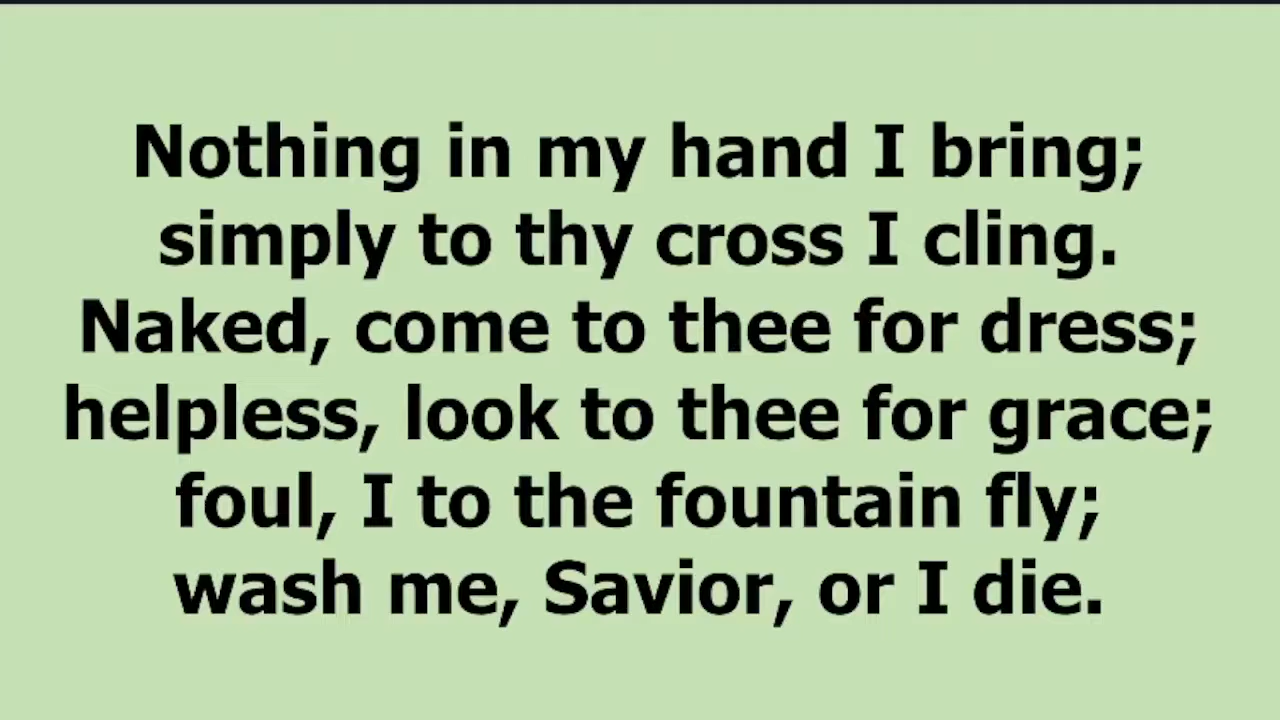 Nothing in my hand I bring;
simply to thy cross I cling.
Naked, come to thee for dress;
helpless, look to thee for grace;
foul, I to the fountain fly;
wash me, Savior, or I die.